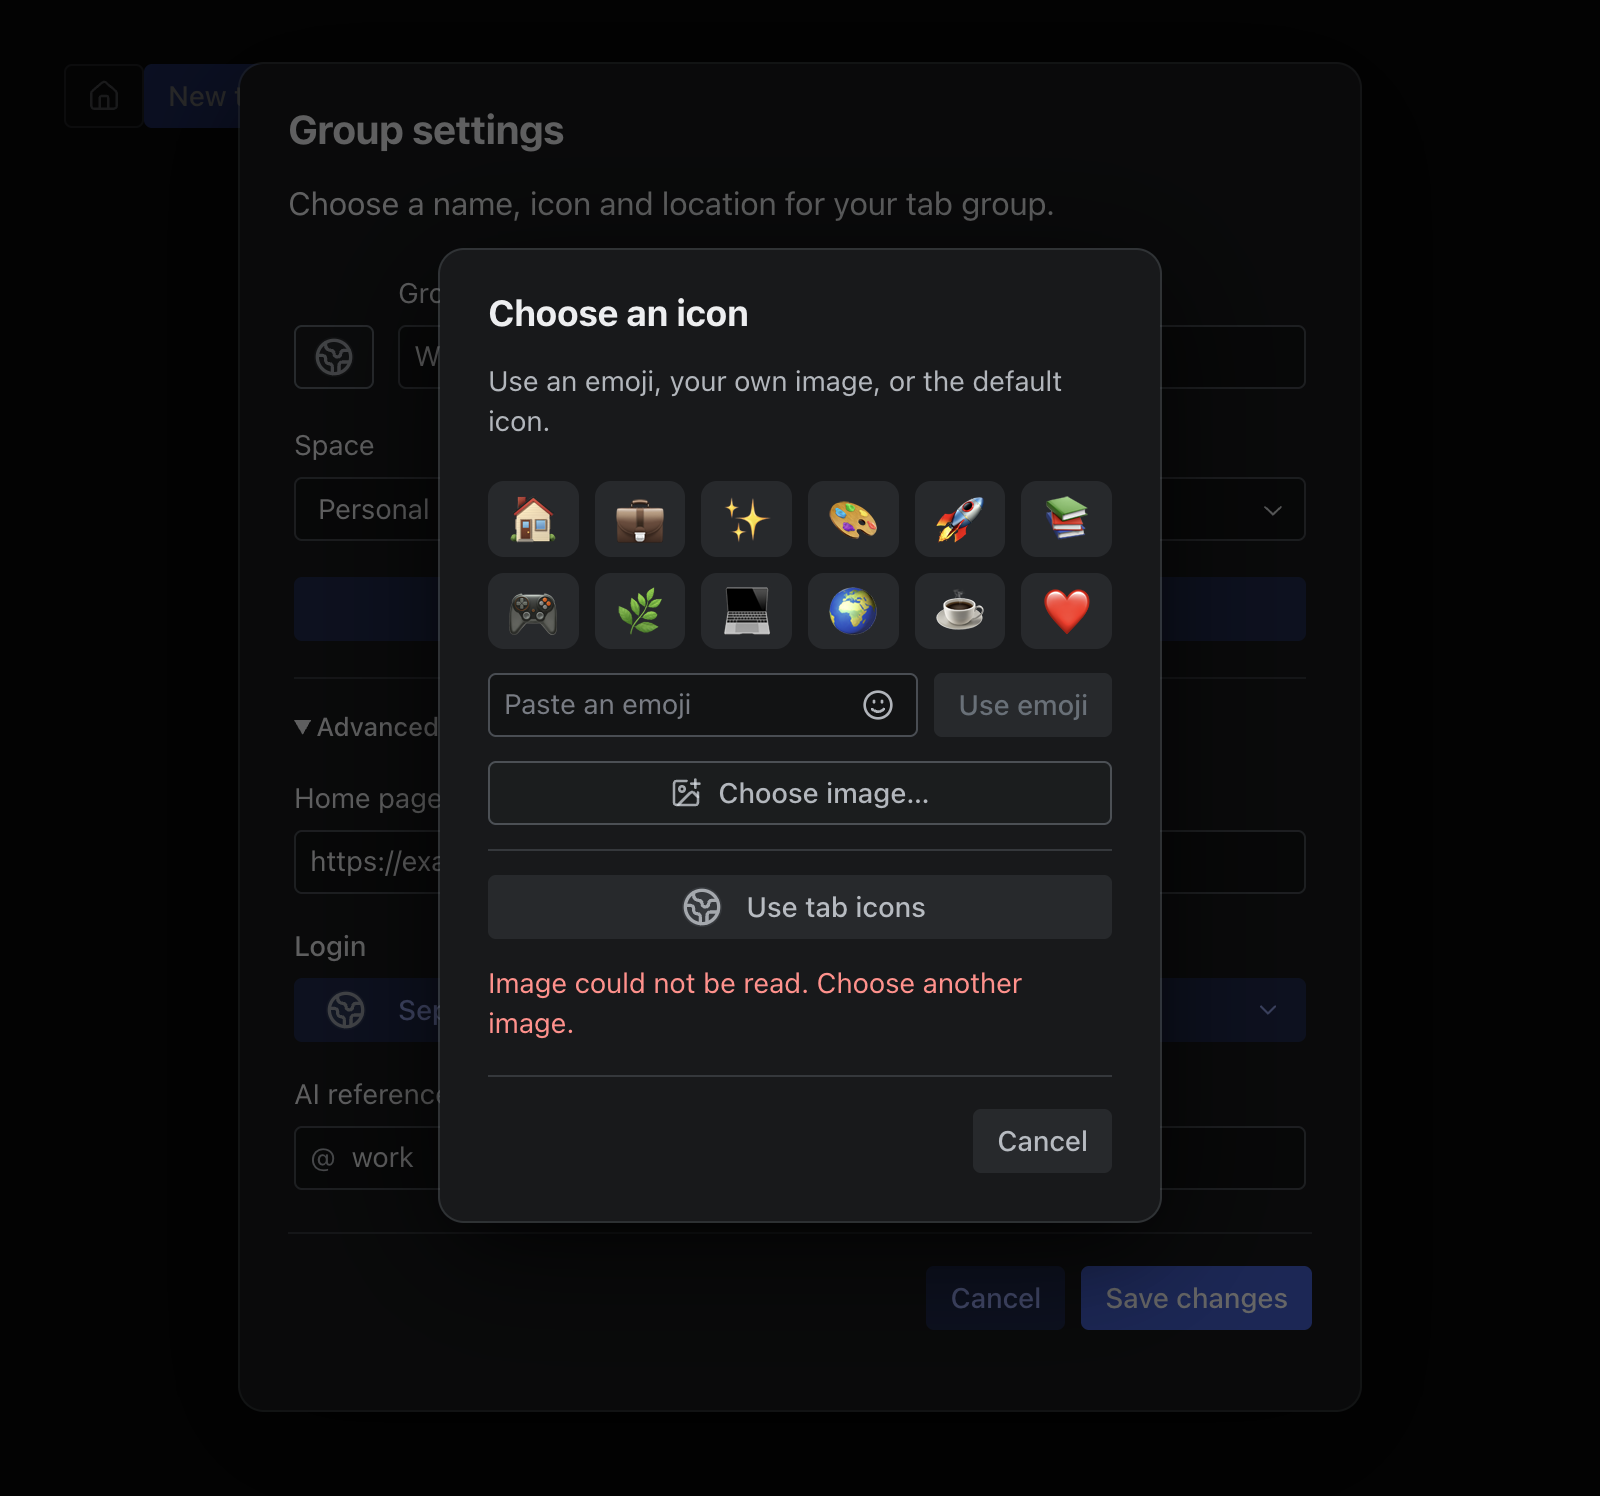 New
Group settings
Choose a name, icon and location for your tab group.
Choose an icon
Use an emoji, your own image, or the default
icon.
Space
Personal
Paste an emoji
Use emoji
Advanced
Choose image...
Home page
https://exa
Use tab icons
Login
Image could not be read. Choose another
image.
AI reference
@ work
Cancel
Cancel
Save changes